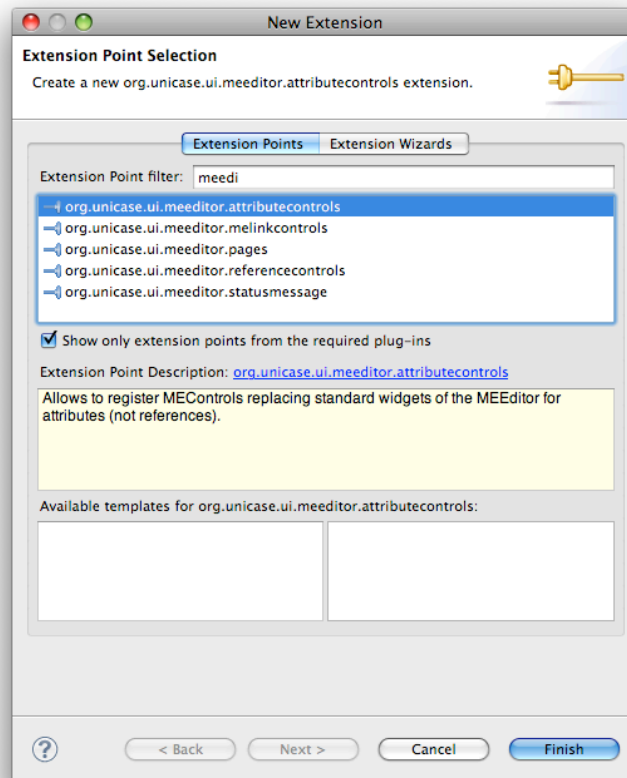 New Extension
Extension Point Selection
Create a new org.unicase.ui.meeditor.attributecontrols extension.
Extension Points Extension Wizards
Extension Point filter: meedi
org.unicase.ui.meeditor.attributecontrols
org.unicase.ui.meeditor.melinkcontrols
org.unicase.ui.meeditor.pages
org.unicase.ui.meeditor.referencecontrols
org.unicase.ui.meeditor.statusmessage
Show only extension points from the required plug-ins
Extension Point Description: org.unicase.ui.meeditor.attributecontrols
Allows to register MEControls replacing standard widgets of the MEEditor for
attributes (not references).
Available templates for org.unicase.ui.meeditor.attributecontrols:
? < Back Next > Cancel Finish